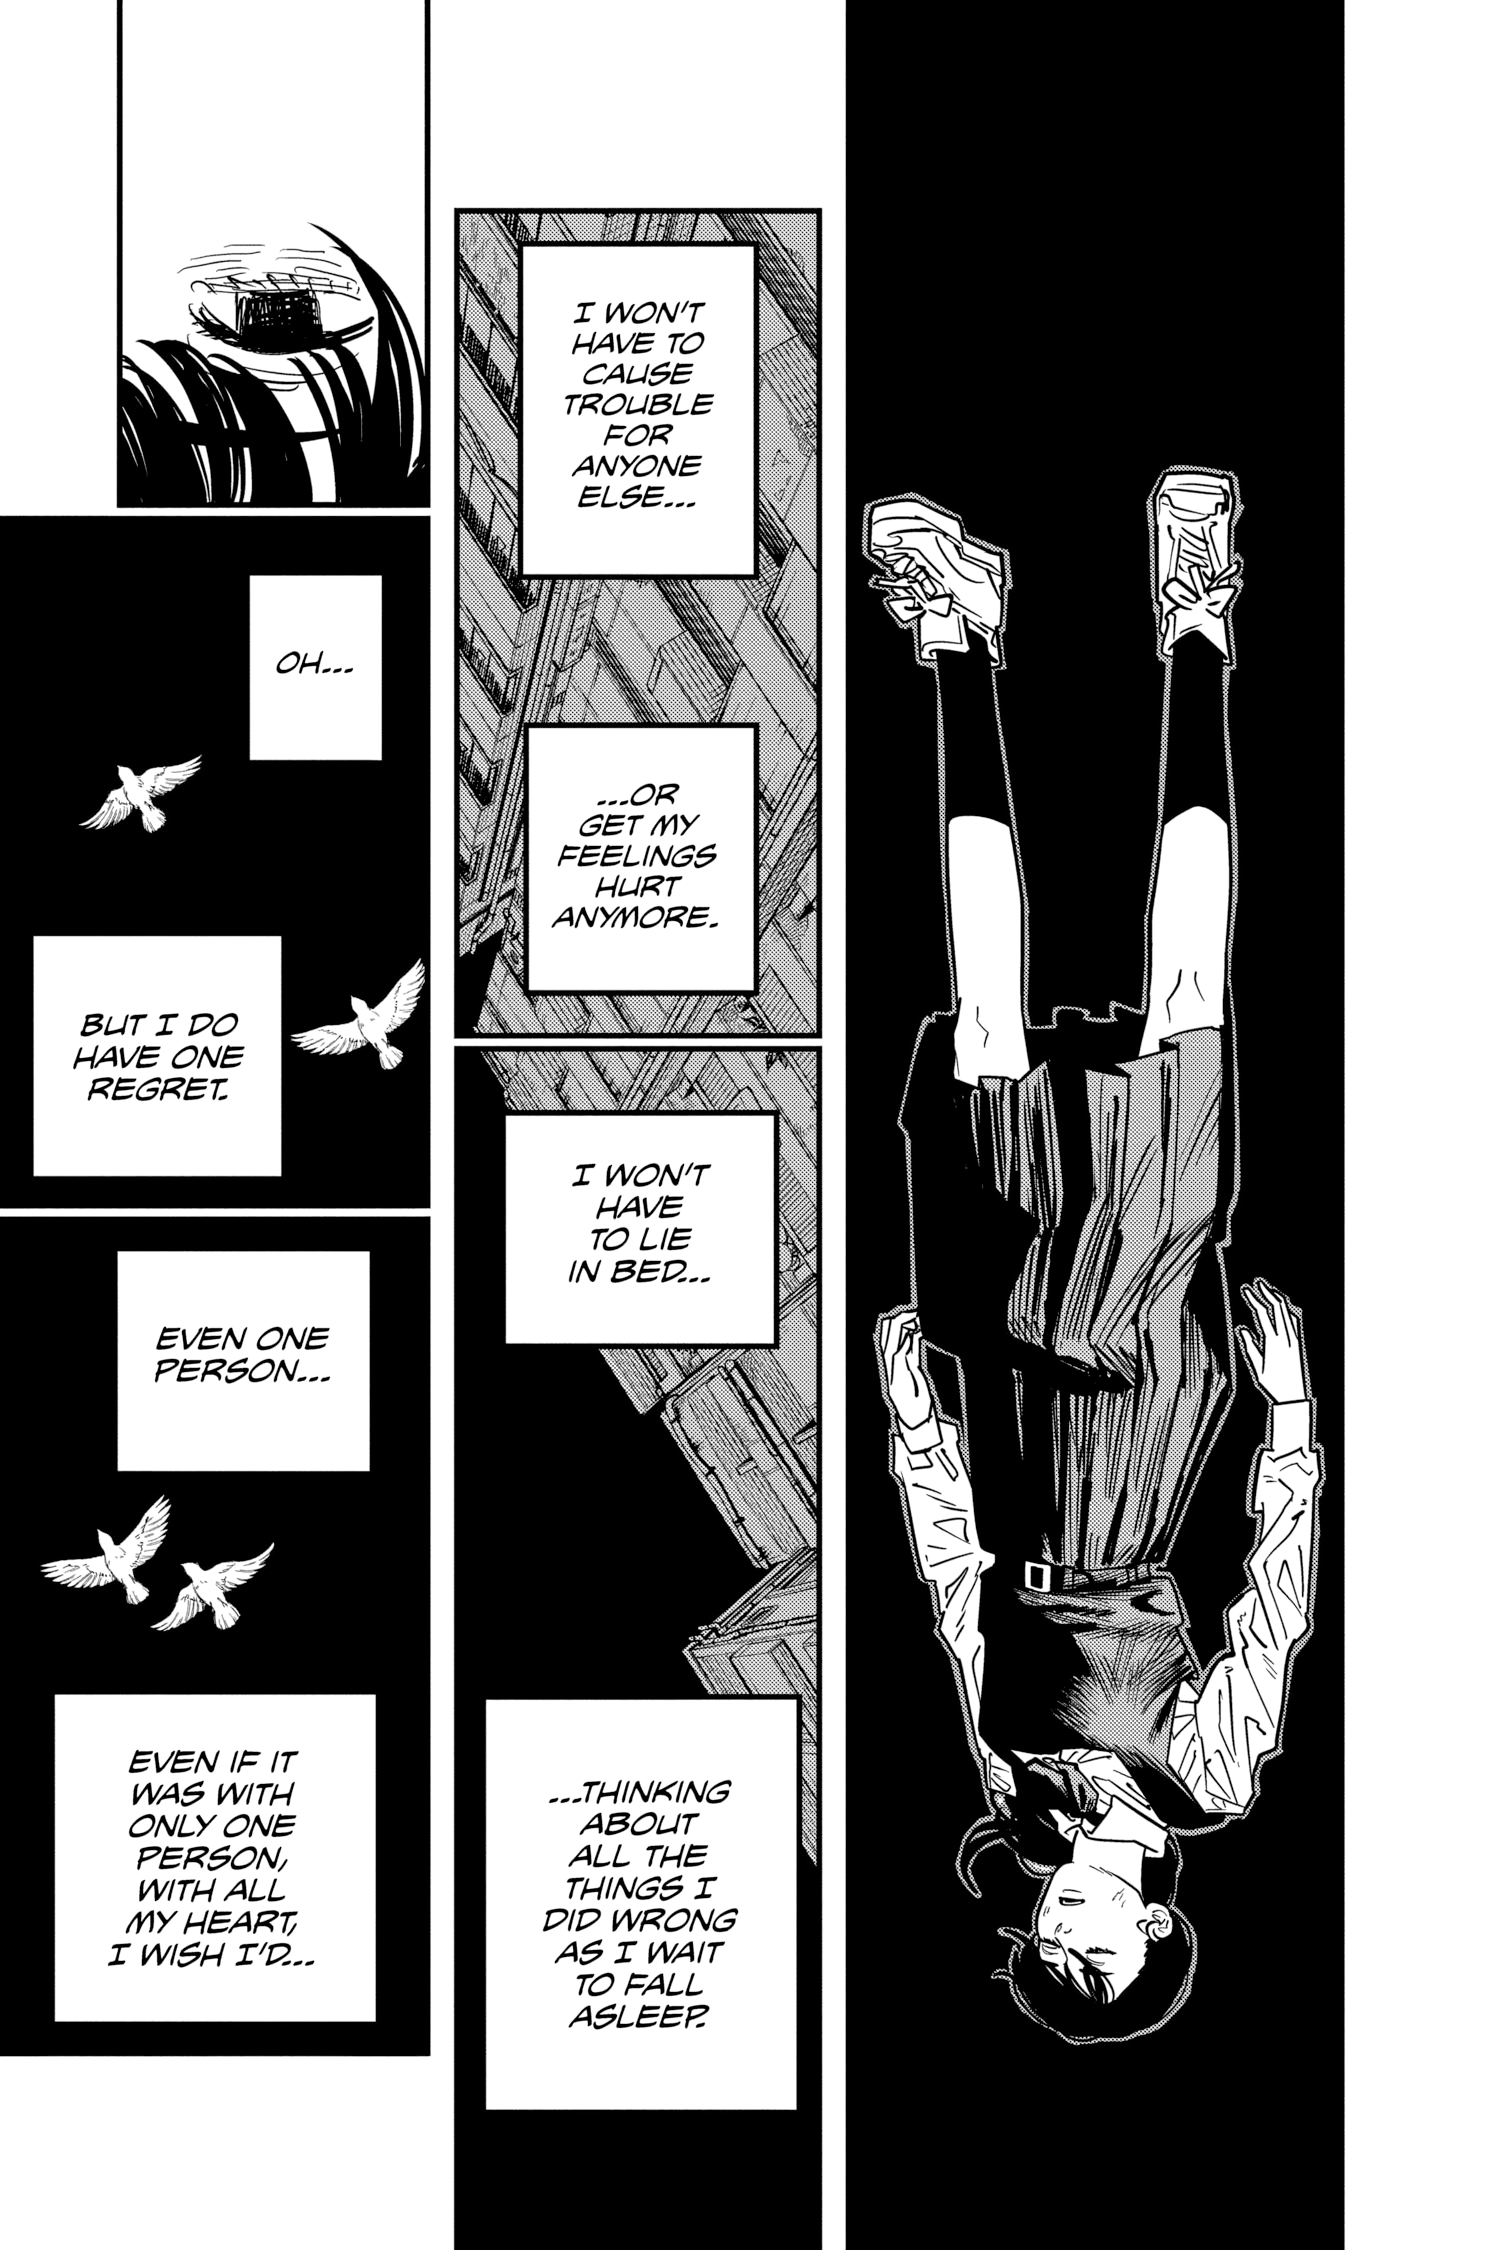 I WON'T
HAVE TO
CAUSE
TROUBLE
FOR
ANYONE
ELSE...
...OR
GET MY
FEELINGS
HURT
ANYMORE.
I WON'T
HAVE
TO LIE
IN BED...
...THINKING
ABOUT
ALL THE
THINGS I
DID WRONG
AS I WAIT
TO FALL
ASLEEP.
OH...
BUT I DO
HAVE ONE
REGRET.
EVEN ONE
PERSON...
EVEN IF IT
WAS WITH
ONLY ONE
PERSON,
WITH ALL
MY HEART,
I WISH I'D...